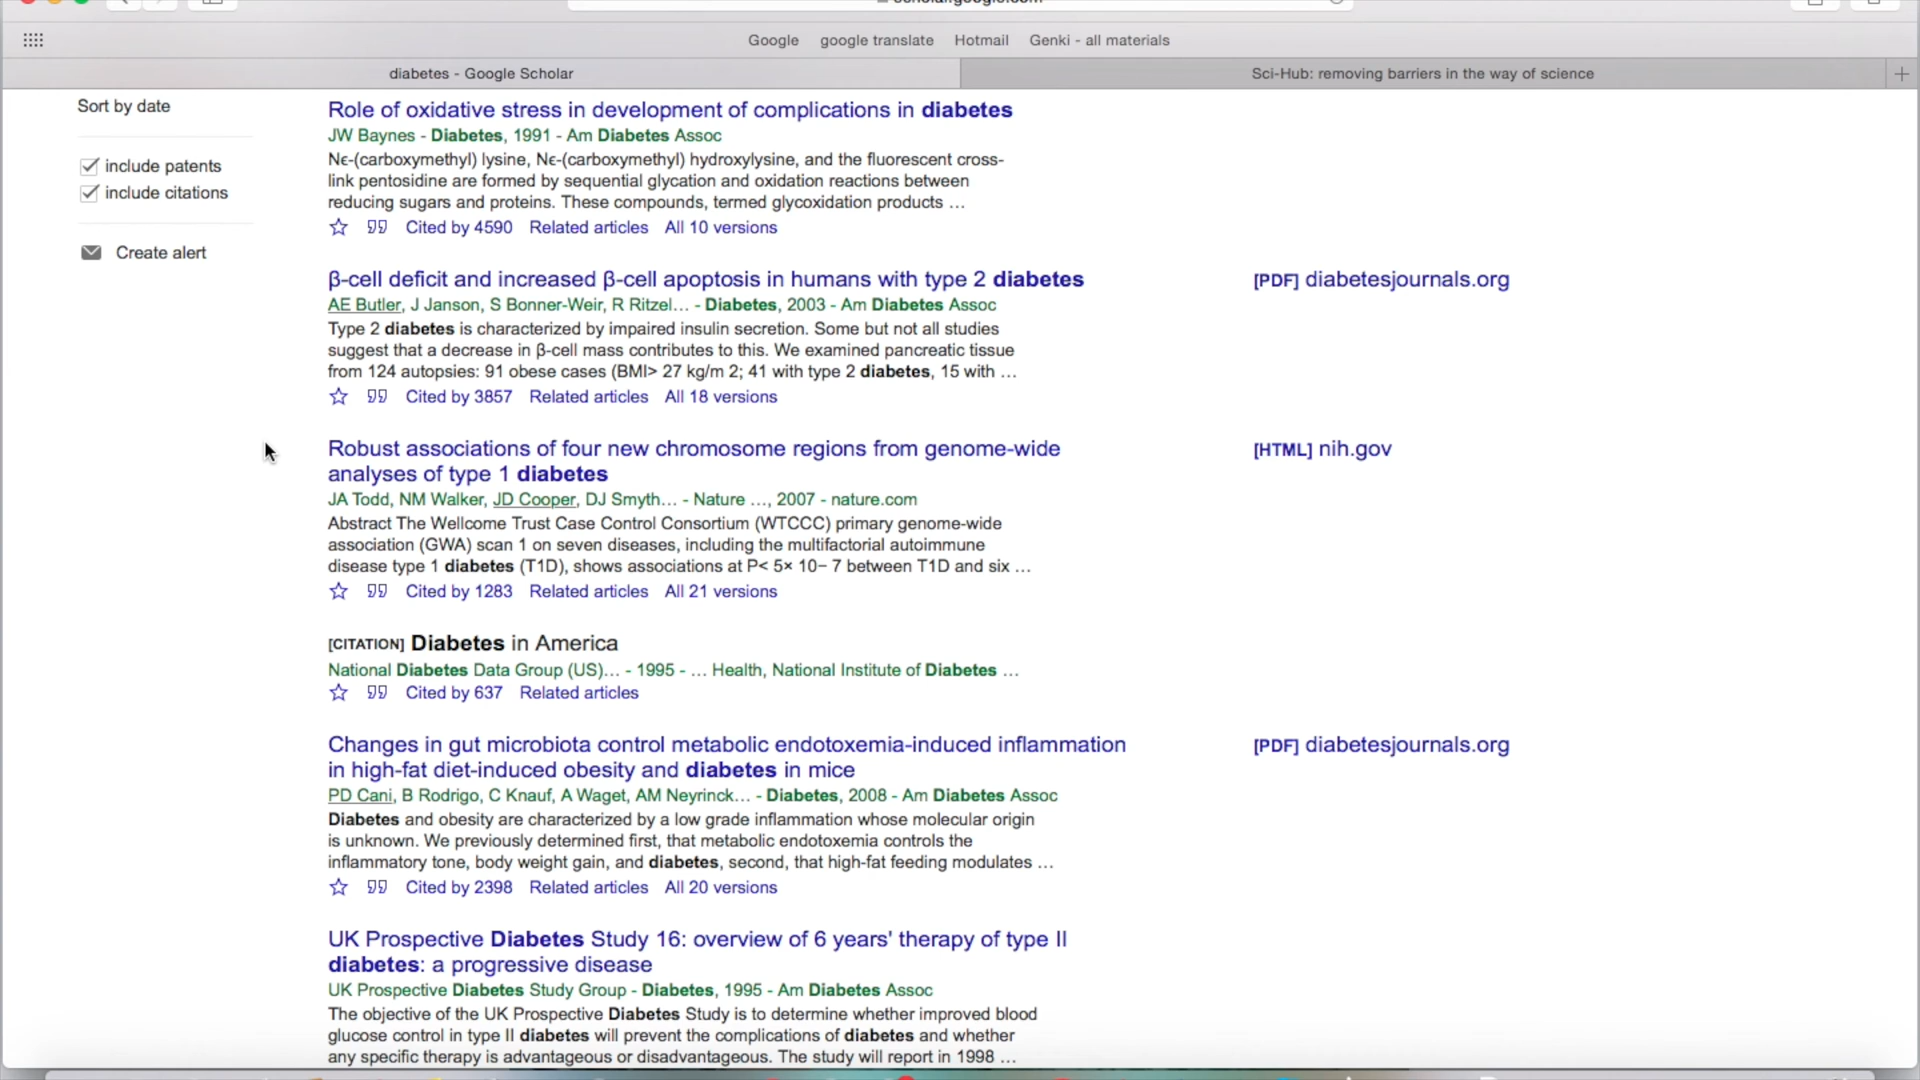 Google google translate Hotmail Genki - all materials
diabetes - Google Scholar Sci-Hub: removing barriers in the way of science
Sort by date
include patents
include citations
Create alert
Role of oxidative stress in development of complications in diabetes
JW Baynes - Diabetes, 1991 - Am Diabetes Assoc
Nϵ-(carboxymethyl) lysine, Nϵ-(carboxymethyl) hydroxylysine, and the fluorescent cross-
link pentosidine are formed by sequential glycation and oxidation reactions between
reducing sugars and proteins. These compounds, termed glycoxidation products …
Cited by 4590 Related articles All 10 versions
β-cell deficit and increased β-cell apoptosis in humans with type 2 diabetes
[PDF] diabetesjournals.org
AE Butler, J Janson, S Bonner-Weir, R Ritzel… - Diabetes, 2003 - Am Diabetes Assoc
Type 2 diabetes is characterized by impaired insulin secretion. Some but not all studies
suggest that a decrease in β-cell mass contributes to this. We examined pancreatic tissue
from 124 autopsies: 91 obese cases (BMI> 27 kg/m 2; 41 with type 2 diabetes, 15 with …
Cited by 3857 Related articles All 18 versions
Robust associations of four new chromosome regions from genome-wide
analyses of type 1 diabetes
[HTML] nih.gov
JA Todd, NM Walker, JD Cooper, DJ Smyth… - Nature …, 2007 - nature.com
Abstract The Wellcome Trust Case Control Consortium (WTCCC) primary genome-wide
association (GWA) scan 1 on seven diseases, including the multifactorial autoimmune
disease type 1 diabetes (T1D), shows associations at P< 5× 10− 7 between T1D and six …
Cited by 1283 Related articles All 21 versions
[CITATION] Diabetes in America
National Diabetes Data Group (US)… - 1995 - … Health, National Institute of Diabetes …
Cited by 637 Related articles
Changes in gut microbiota control metabolic endotoxemia-induced inflammation
in high-fat diet-induced obesity and diabetes in mice
[PDF] diabetesjournals.org
PD Cani, B Rodrigo, C Knauf, A Waget, AM Neyrinck… - Diabetes, 2008 - Am Diabetes Assoc
Diabetes and obesity are characterized by a low grade inflammation whose molecular origin
is unknown. We previously determined first, that metabolic endotoxemia controls the
inflammatory tone, body weight gain, and diabetes, second, that high-fat feeding modulates …
Cited by 2398 Related articles All 20 versions
UK Prospective Diabetes Study 16: overview of 6 years' therapy of type II
diabetes: a progressive disease
UK Prospective Diabetes Study Group - Diabetes, 1995 - Am Diabetes Assoc
The objective of the UK Prospective Diabetes Study is to determine whether improved blood
glucose control in type II diabetes will prevent the complications of diabetes and whether
any specific therapy is advantageous or disadvantageous. The study will report in 1998 …